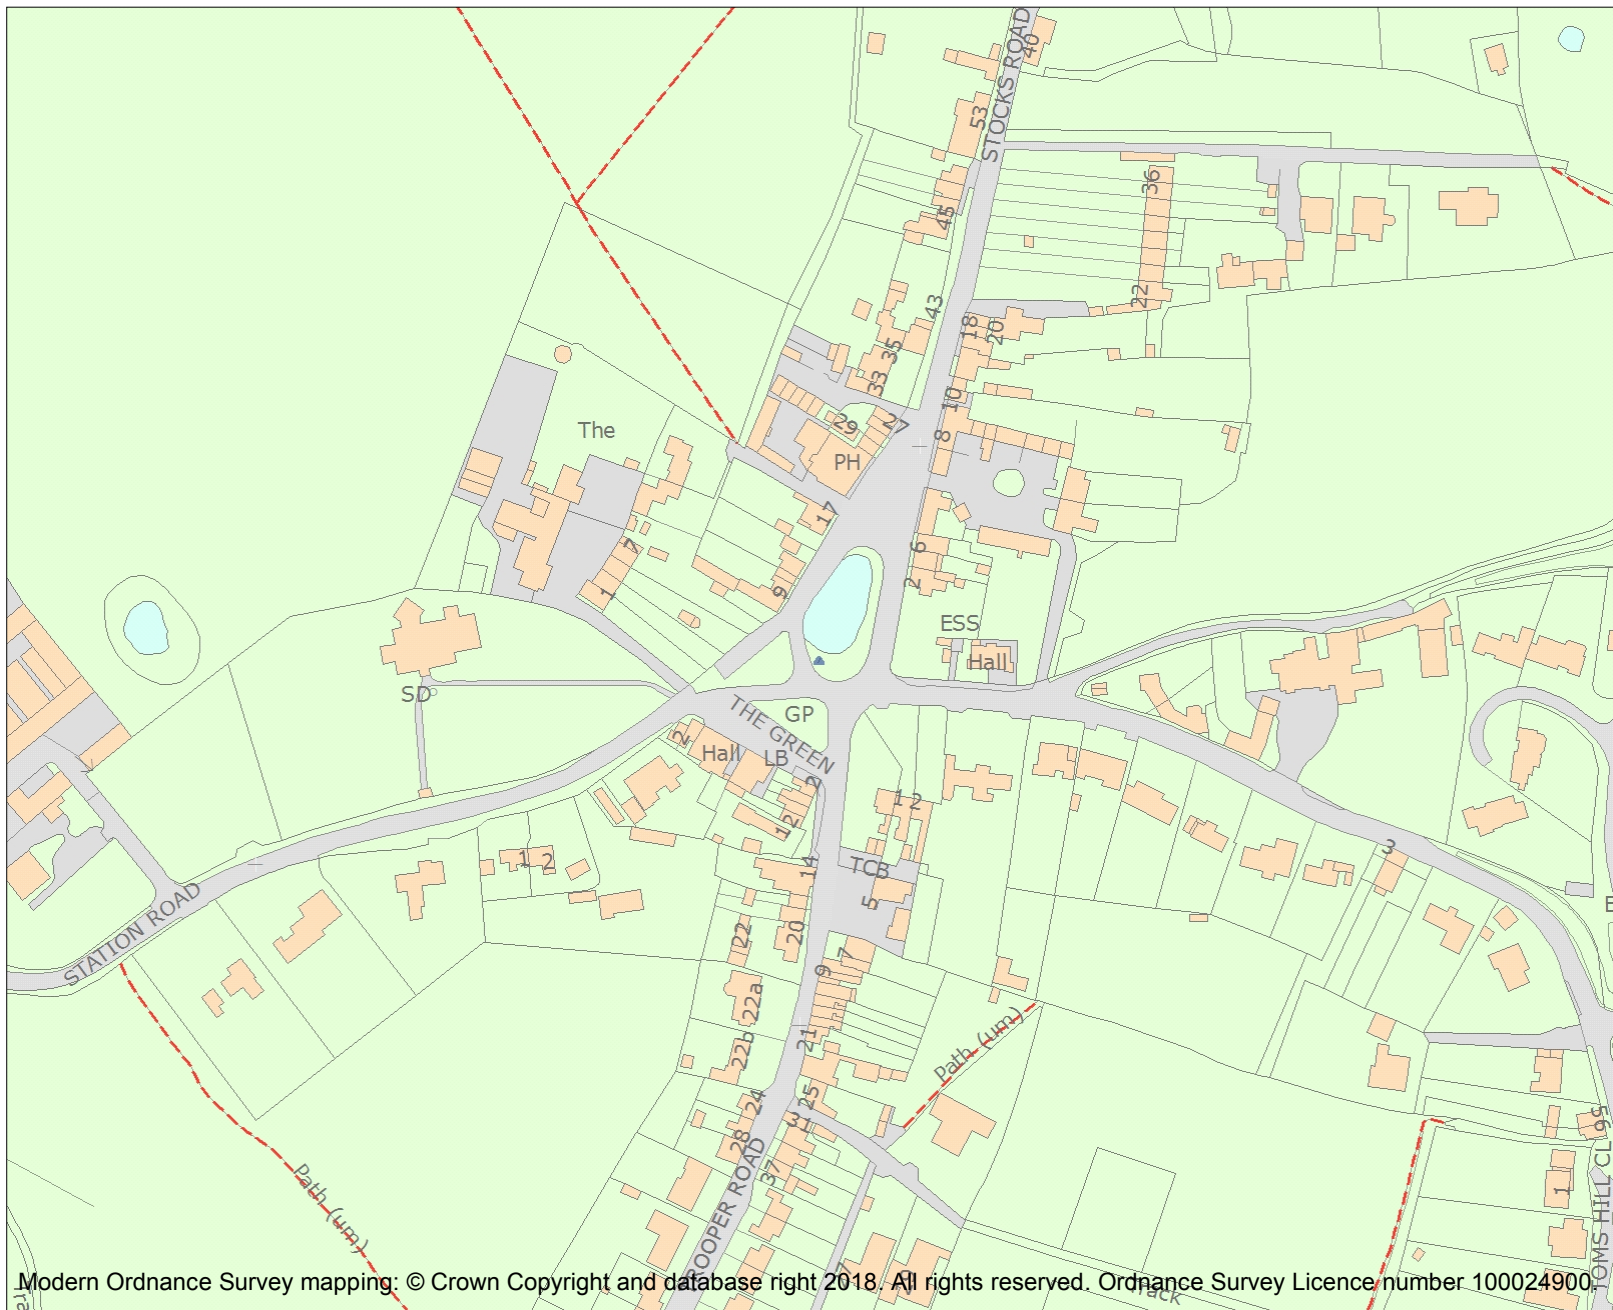 STOCKS ROAD
40
53
36
45
22
43
18
20
35
33
10
The
29
27
8
PH
17
7
6
1
9
2
ESS
Hall
SD
THE GREEN
GP
2
Hall
LB
2
1 2
12
3
1 2
14
TCB
STATION ROAD
5
20
22
7
9
22a
21
22b
Path (um)
25
24
31
28
37
TOMS HILL CL
95
1
Path (um)
ROOPER ROAD
Track
Modern Ordnance Survey mapping: © Crown Copyright and database right 2018. All rights reserved. Ordnance Survey Licence number 100024900.